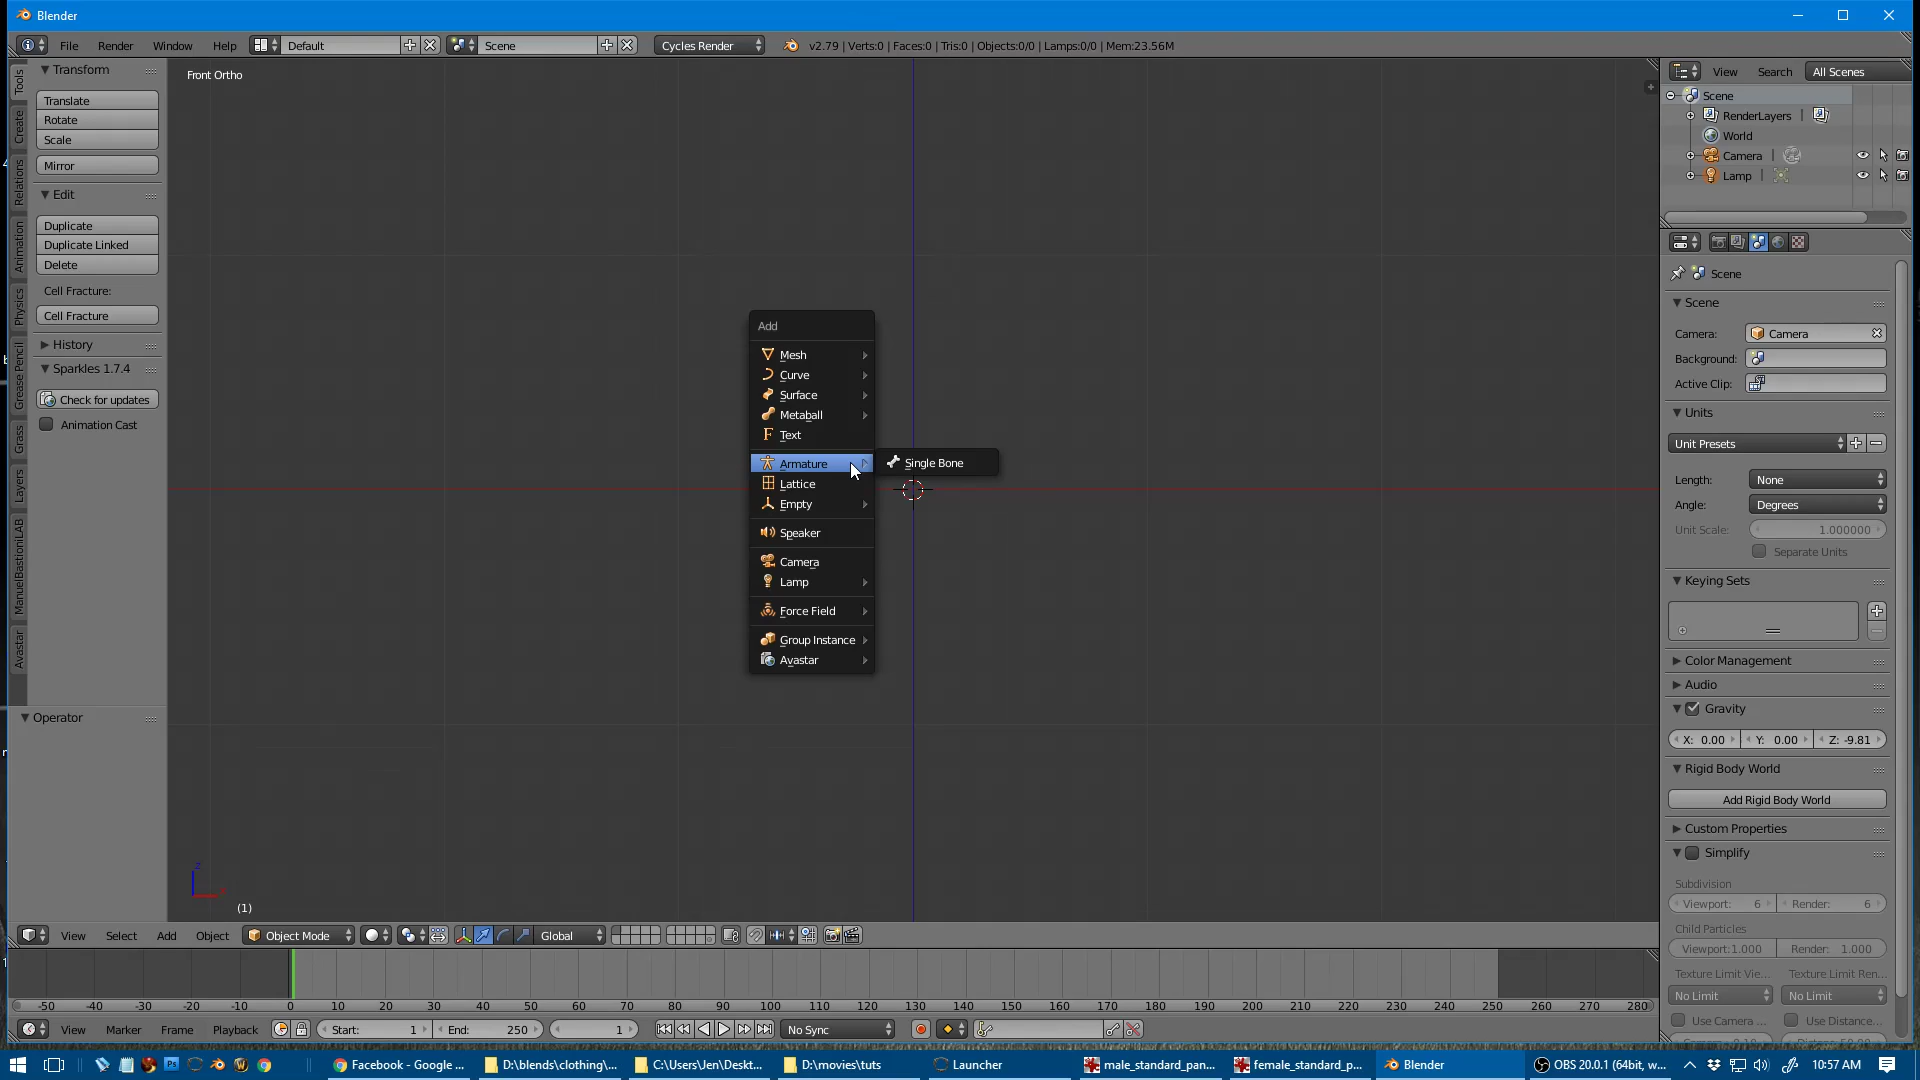 Blender
File Render Window Help Default Scene Cycles Render v2.79 | Verts:0 | Faces:0 | Tris:0 | Objects:0/0 | Lamps:0/0 | Mem:23.56M
Tools
Create
Relations
Animation
Physics
Grease Pencil
Grass
Layers
ManuelBastioniLAB
Avastar
Transform
Translate
Rotate
Scale
Mirror
Edit
Duplicate
Duplicate Linked
Delete
Cell Fracture:
Cell Fracture
History
Sparkles 1.7.4
Check for updates
Animation Cast
Operator
Front Ortho
Add
Mesh
Curve
Surface
Metaball
Text
Armature
Single Bone
Lattice
Empty
Speaker
Camera
Lamp
Force Field
Group Instance
Avastar
z
(1)
View Search All Scenes
Scene
RenderLayers
World
Camera
Lamp
Scene
Scene
Camera: Camera
Background:
Active Clip:
Units
Unit Presets
Length: None
Angle: Degrees
Unit Scale: 1.000000
Separate Units
Keying Sets
Color Management
Audio
Gravity
X: 0.00 Y: 0.00 Z: -9.81
Rigid Body World
Add Rigid Body World
Custom Properties
Simplify
Subdivision
Viewport: 6 Render: 6
Child Particles
Viewport:1.000 Render: 1.000
Texture Limit Vie... Texture Limit Ren...
No Limit No Limit
Use Camera ... Use Distance...
View Select Add Object Object Mode Global
-50 -40 -30 -20 -10 0 10 20 30 40 50 60 70 80 90 100 110 120 130 140 150 160 170 180 190 200 210 220 230 240 250 260 270 280
View Marker Frame Playback Start: 1 End: 250 1 No Sync
Facebook - Google ... D:\blends\clothing\... C:\Users\Jen\Deskt... D:\movies\tuts Launcher male_standard_pan... female_standard_p... Blender OBS 20.0.1 (64bit, w... 10:57 AM